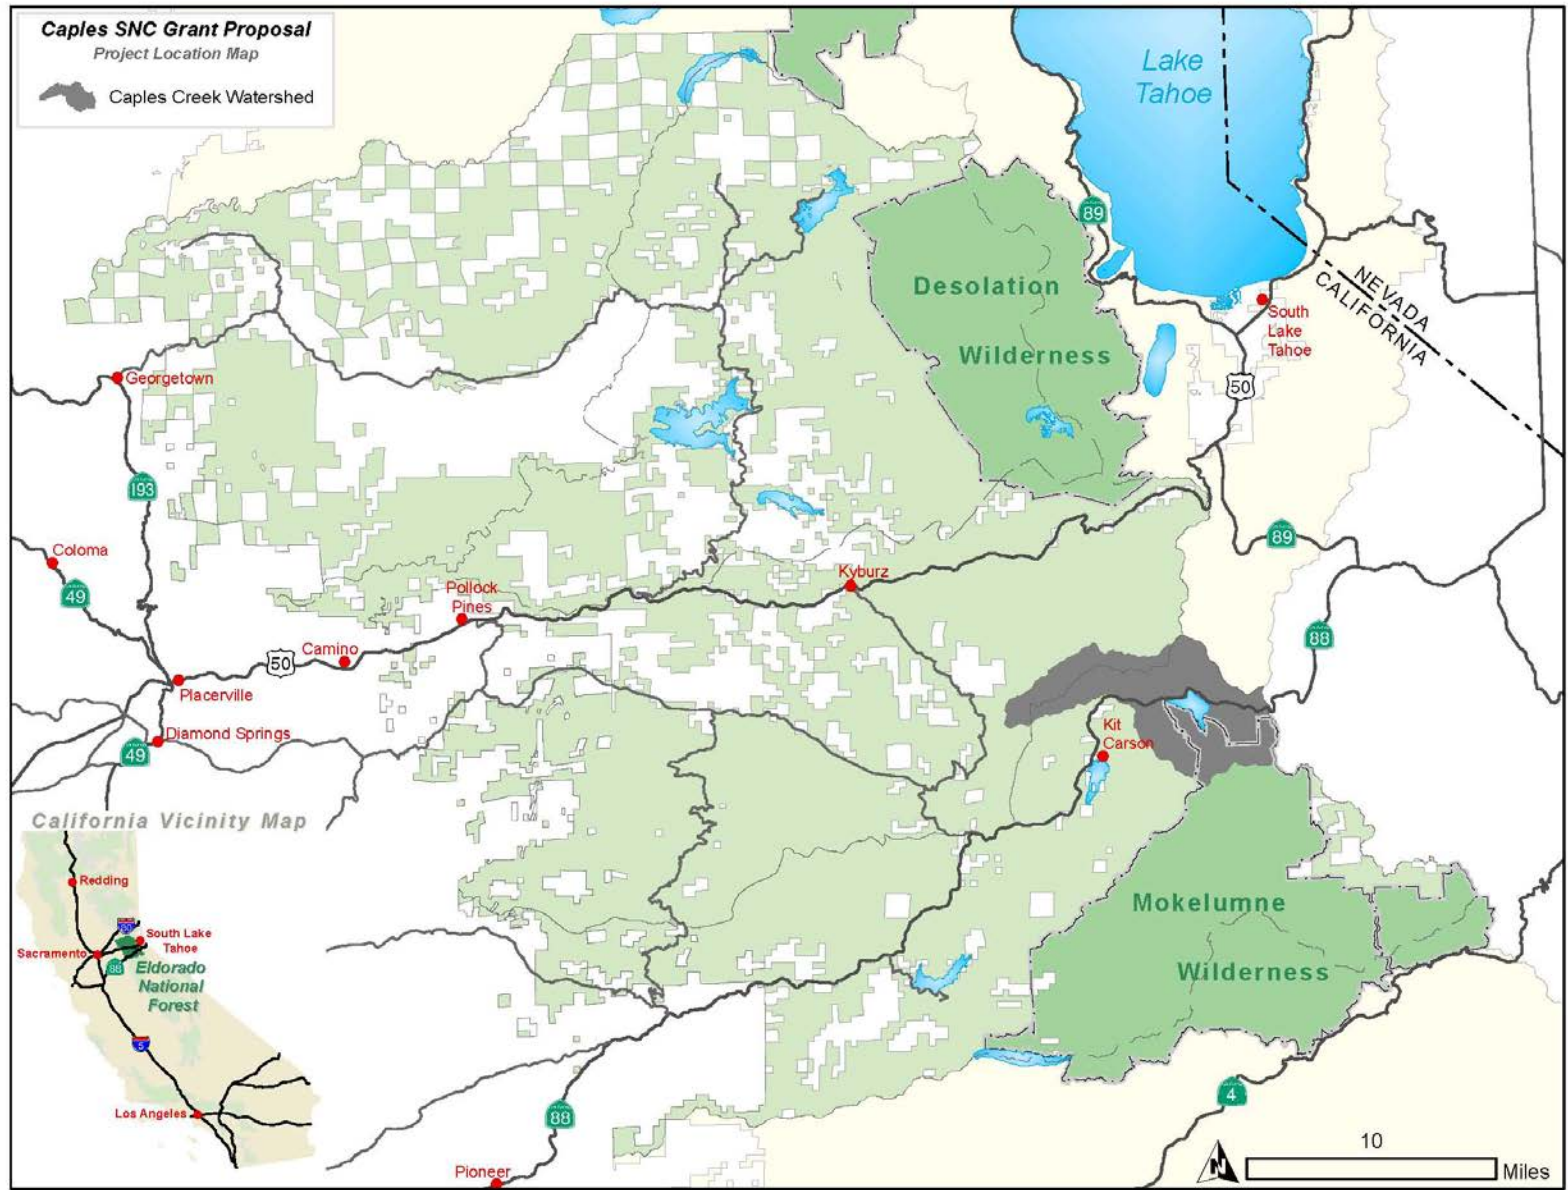 Caples SNC Grant Proposal
Project Location Map
Caples Creek Watershed
Lake
Tahoe
89
Desolation
Wilderness
NEVADA
CALIFORNIA
South
Lake
Tahoe
50
Georgetown
193
89
Coloma
49
Kyburz
Pollock
Pines
88
Camino
50
Placerville
Diamond Springs
49
Kit
Carson
California Vicinity Map
Redding
South Lake
Tahoe
80
Sacramento
88
Eldorado
National
Forest
5
Los Angeles
Mokelumne
Wilderness
88
4
Pioneer
N
10
Miles